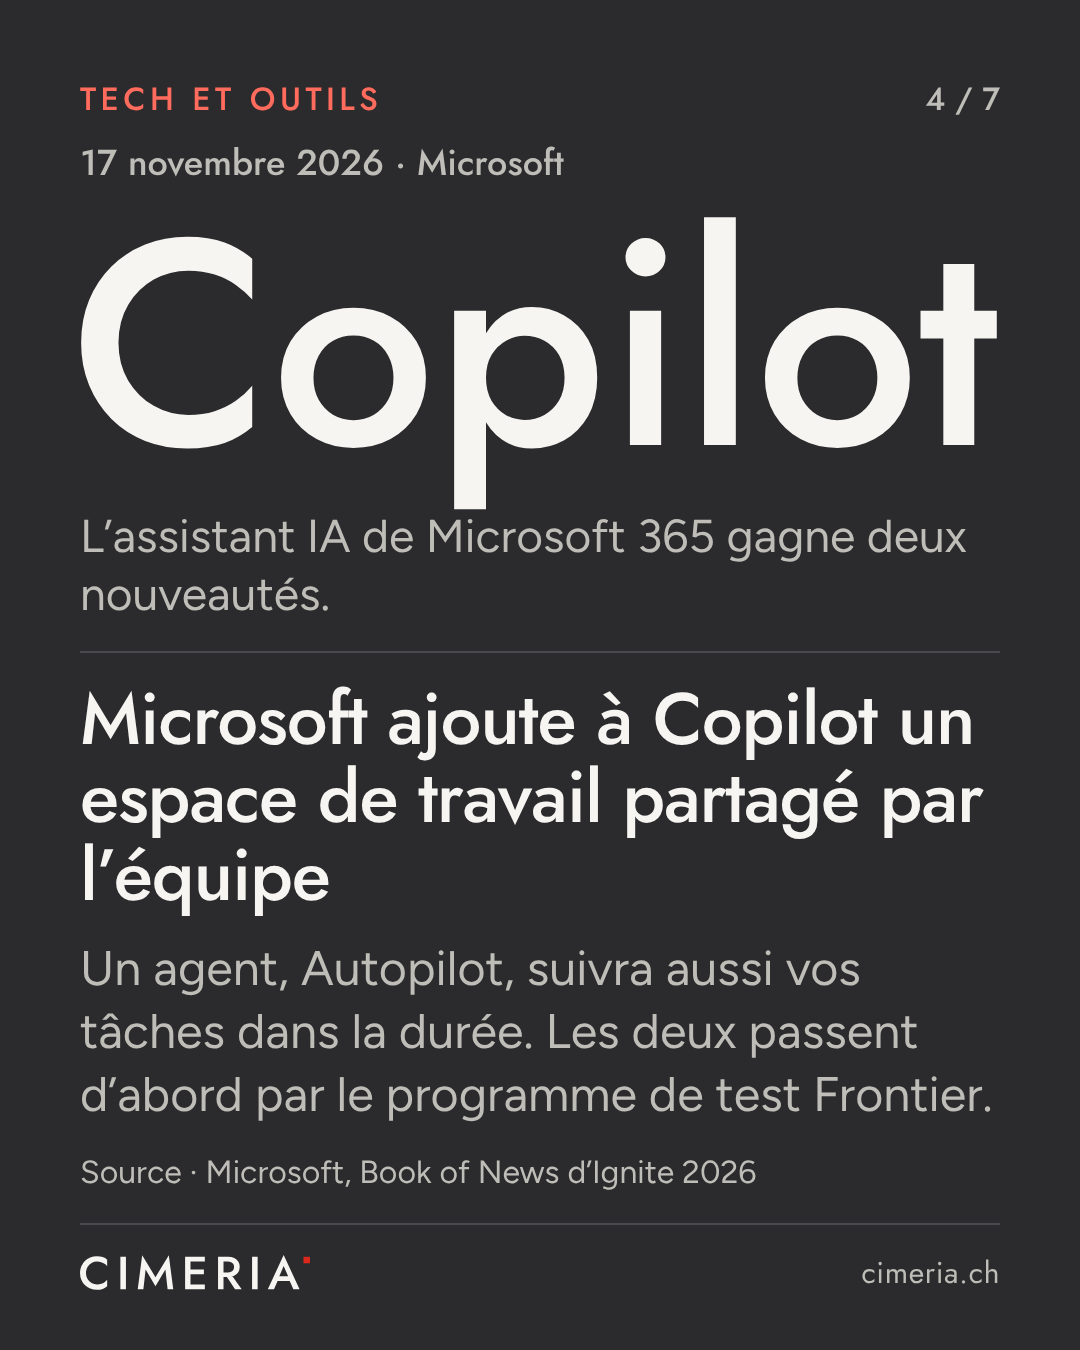 TECH ET OUTILS
4 / 7
17 novembre 2026 · Microsoft
Copilot
L’assistant IA de Microsoft 365 gagne deux
nouveautés.
Microsoft ajoute à Copilot un
espace de travail partagé par
l’équipe
Un agent, Autopilot, suivra aussi vos
tâches dans la durée. Les deux passent
d’abord par le programme de test Frontier.
Source · Microsoft, Book of News d’Ignite 2026
CIMERIA
cimeria.ch